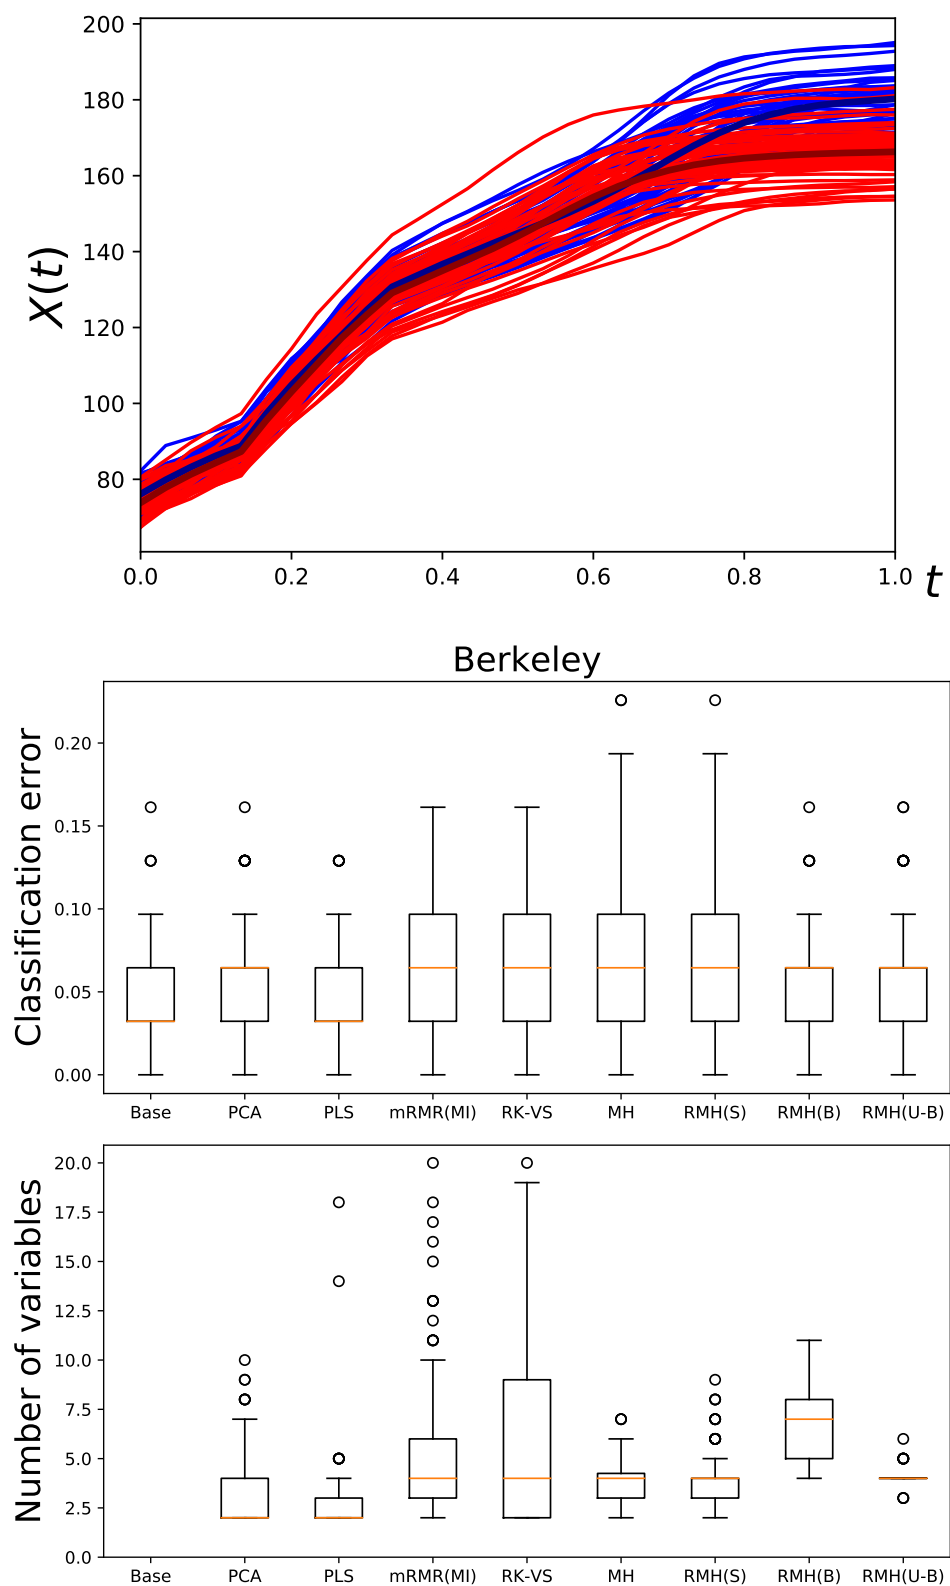 200
180
160
140
120
100
80
X(t)
0.0 0.2 0.4 0.6 0.8 1.0
t
Berkeley
Classification error
0.20
0.15
0.10
0.05
0.00
Base PCA PLS mRMR(MI) RK-VS MH RMH(S) RMH(B) RMH(U-B)
Number of variables
20.0
17.5
15.0
12.5
10.0
7.5
5.0
2.5
0.0
Base PCA PLS mRMR(MI) RK-VS MH RMH(S) RMH(B) RMH(U-B)